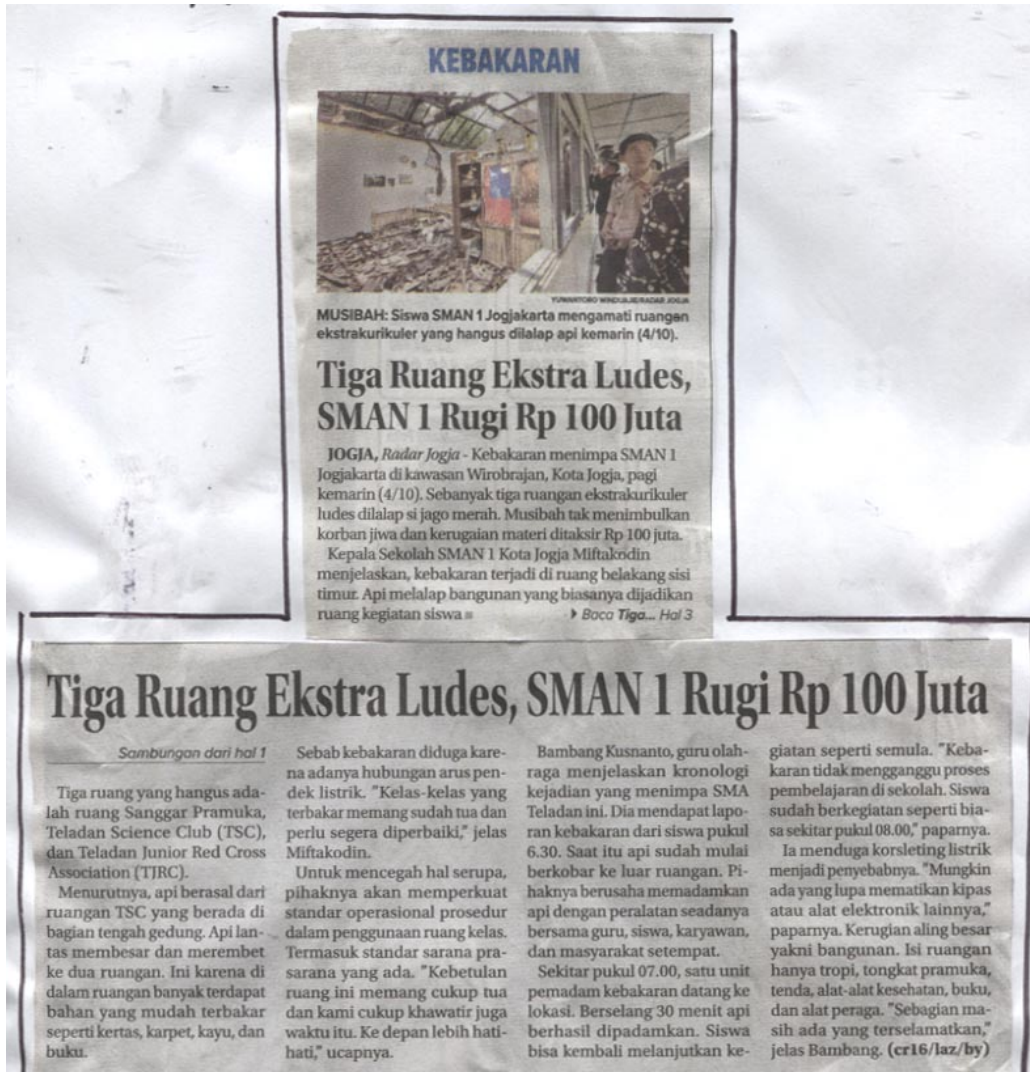 KEBAKARAN
YUWANTORO WINDUAJIE/RADAR JOGJA
MUSIBAH: Siswa SMAN 1 Jogjakarta mengamati ruangen
ekstrakurikuler yang hangus dilalap api kemarin (4/10).
Tiga Ruang Ekstra Ludes,
SMAN 1 Rugi Rp 100 Juta
JOGJA, Radar Jogja - Kebakaran menimpa SMAN 1
Jogjakarta di kawasan Wirobrajan, Kota Jogja, pagi
kemarin (4/10). Sebanyak tiga ruangan ekstrakurikuler
ludes dilalap si jago merah. Musibah tak menimbulkan
korban jiwa dan kerugaian materi ditaksir Rp 100 juta.
Kepala Sekolah SMAN 1 Kota Jogja Miftakodin
menjelaskan, kebakaran terjadi di ruang belakang sisi
timur. Api melalap bangunan yang biasanya dijadikan
ruang kegiatan siswa
Baca Tiga... Hal 3
Tiga Ruang Ekstra Ludes, SMAN 1 Rugi Rp 100 Juta
Sambungan dari hal 1
Tiga ruang yang hangus ada-
lah ruang Sanggar Pramuka,
Teladan Science Club (TSC),
dan Teladan Junior Red Cross
Association (TJRC).
Menurutnya, api berasal dari
ruangan TSC yang berada di
bagian tengah gedung. Api lan-
tas membesar dan merembet
ke dua ruangan. Ini karena di
dalam ruangan banyak terdapat
bahan yang mudah terbakar
seperti kertas, karpet, kayu, dan
buku.
Sebab kebakaran diduga kare-
na adanya hubungan arus pen-
dek listrik. "Kelas-kelas yang
terbakar memang sudah tua dan
perlu segera diperbaiki," jelas
Miftakodin.
Untuk mencegah hal serupa,
pihaknya akan memperkuat
standar operasional prosedur
dalam penggunaan ruang kelas.
Termasuk standar sarana pra-
sarana yang ada. "Kebetulan
ruang ini memang cukup tua
dan kami cukup khawatir juga
waktu itu. Ke depan lebih hati-
hati," ucapnya.
Bambang Kusnanto, guru olah-
raga menjelaskan kronologi
kejadian yang menimpa SMA
Teladan ini. Dia mendapat lapo-
ran kebakaran dari siswa pukul
6.30. Saat itu api sudah mulai
berkobar ke luar ruangan. Pi-
haknya berusaha memadamkan
api dengan peralatan seadanya
bersama guru, siswa, karyawan,
dan masyarakat setempat.
Sekitar pukul 07.00, satu unit
pemadam kebakaran datang ke
lokasi. Berselang 30 menit api
berhasil dipadamkan. Siswa
bisa kembali melanjutkan ke-
giatan seperti semula. "Keba-
karan tidak mengganggu proses
pembelajaran di sekolah. Siswa
sudah berkegiatan seperti bia-
sa sekitar pukul 08.00," paparnya.
Ia menduga korsleting listrik
menjadi penyebabnya. "Mungkin
ada yang lupa mematikan kipas
atau alat elektronik lainnya,"
paparnya. Kerugian aling besar
yakni bangunan. Isi ruangan
hanya tropi, tongkat pramuka,
tenda, alat-alat kesehatan, buku,
dan alat peraga. "Sebagian ma-
sih ada yang terselamatkan,"
jelas Bambang. (cr16/laz/by)